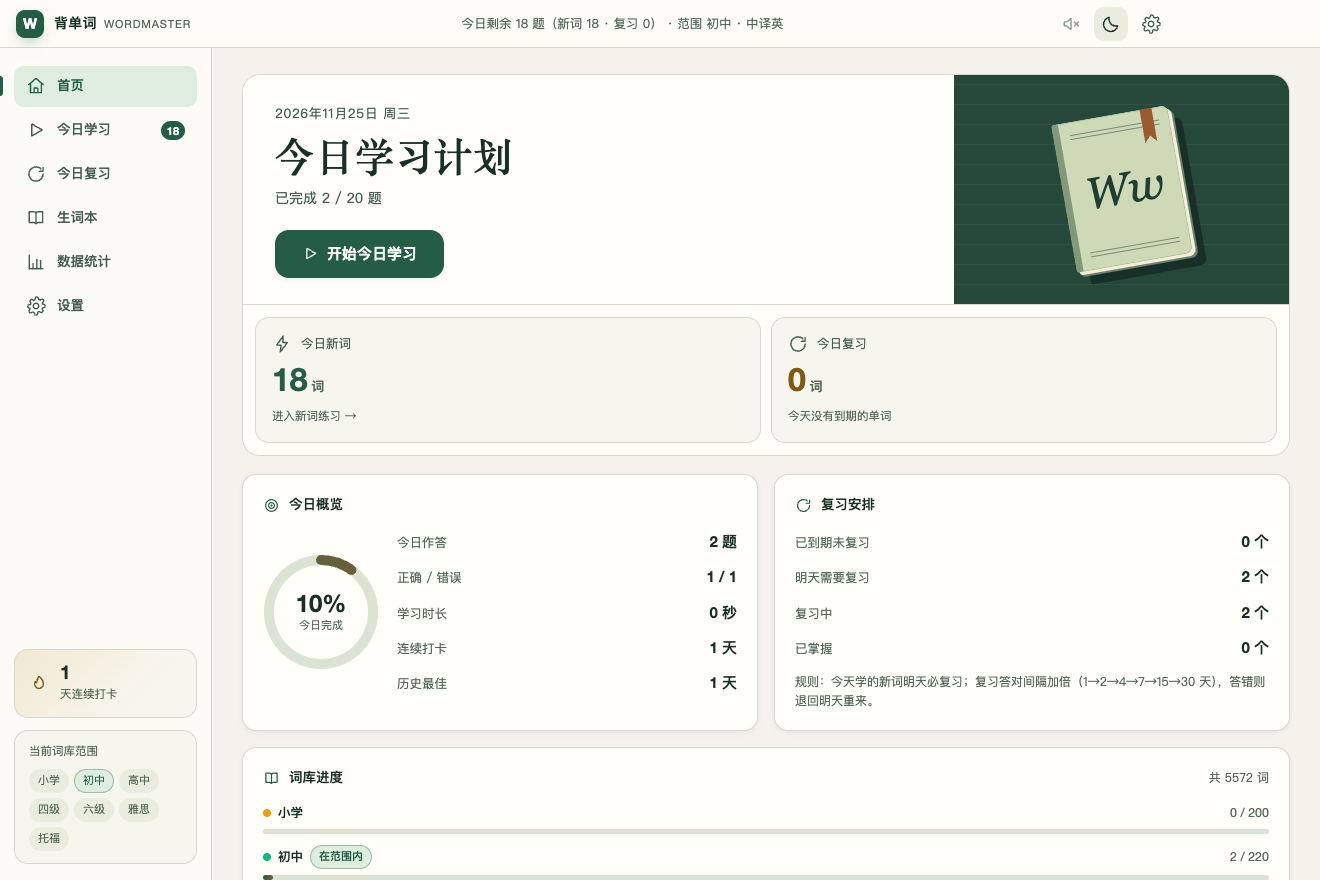 W 背单词 WORDMASTER
今日剩余 18 题（新词 18 · 复习 0） · 范围 初中 · 中译英
首页
今日学习 18
今日复习
生词本
数据统计
设置
1
天连续打卡
当前词库范围
小学 初中 高中
四级 六级 雅思
托福
2026年11月25日 周三
今日学习计划
已完成 2 / 20 题
开始今日学习
Ww
今日新词
18 词
进入新词练习 →
今日复习
0 词
今天没有到期的单词
今日概览
10%
今日完成
今日作答 2 题
正确 / 错误 1 / 1
学习时长 0 秒
连续打卡 1 天
历史最佳 1 天
复习安排
已到期未复习 0 个
明天需要复习 2 个
复习中 2 个
已掌握 0 个
规则：今天学的新词明天必复习；复习答对间隔加倍（1→2→4→7→15→30 天），答错则
退回明天重来。
词库进度 共 5572 词
小学 0 / 200
初中 在范围内 2 / 220